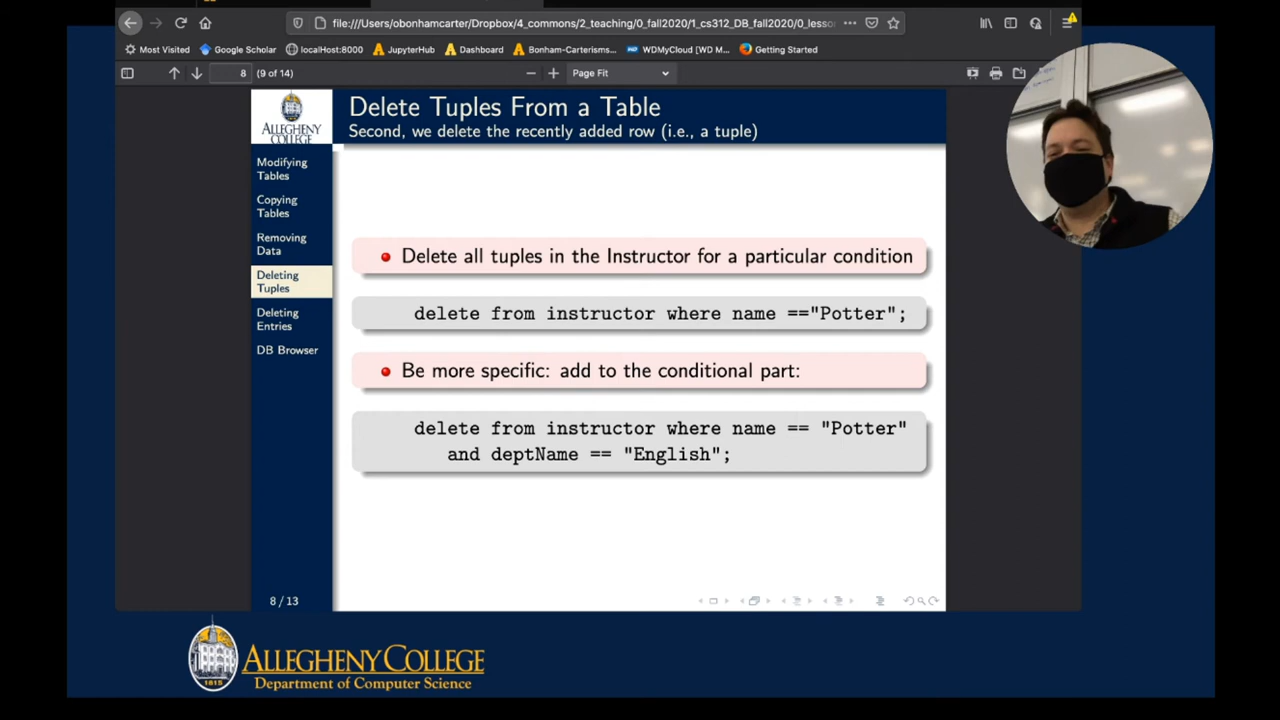 file:///Users/obonhamcarter/Dropbox/4_commons/2_teaching/0_fall2020/1_cs312_DB_fall2020/0_lesso
Most Visited Google Scholar localHost:8000 JupyterHub Dashboard Bonham-Carterisms... WDMyCloud [WD M... Getting Started
8 (9 of 14) Page Fit
ALLEGHENY
COLLEGE
Delete Tuples From a Table
Second, we delete the recently added row (i.e., a tuple)
Modifying
Tables
Copying
Tables
Removing
Data
Deleting
Tuples
Deleting
Entries
DB Browser
Delete all tuples in the Instructor for a particular condition
delete from instructor where name =="Potter";
Be more specific: add to the conditional part:
delete from instructor where name == "Potter"
and deptName == "English";
8 / 13
1815
ALLEGHENY COLLEGE
Department of Computer Science